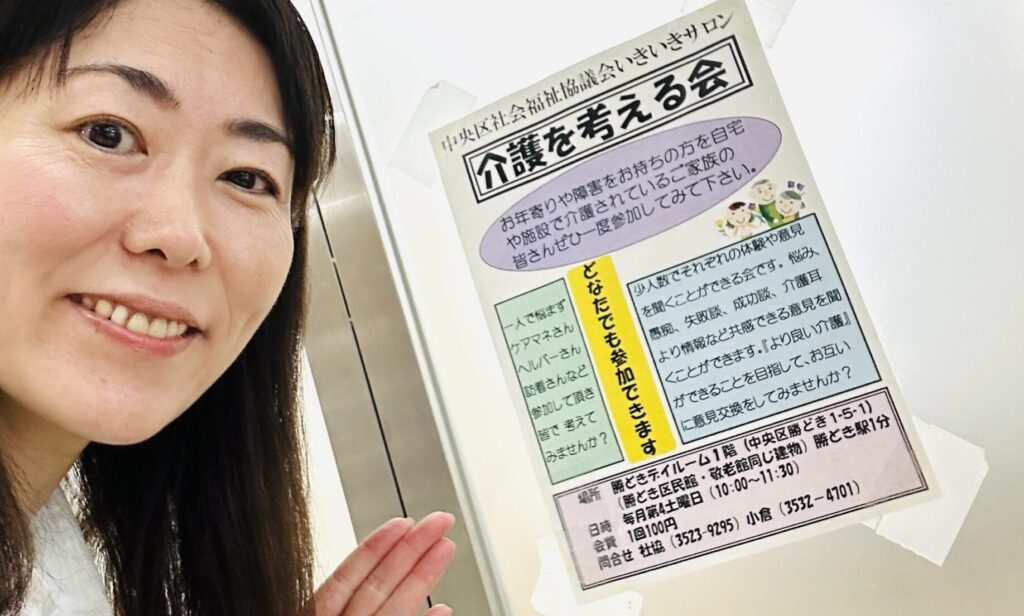 中央区社会福祉協議会いきいきサロン
介護を考える会
お年寄りや障害をお持ちの方を自宅
や施設で介護されているご家族の
皆さんぜひ一度参加してみて下さい。
一人で悩まず
ケアマネさん
ヘルパーさん
訪看さんなど
参加して頂き
皆で 考えて
みませんか？
どなたでも参加できます
少人数でそれぞれの体験や意見
を聞くことができる会です。悩み、
愚痴、失敗談、成功談、介護耳
より情報など共感できる意見を聞
くことができます。『より良い介護』
ができることを目指して、お互い
に意見交換をしてみませんか？
場所 勝どきデイルーム１階（中央区勝どき1-5-1）
（勝どき区民館・敬老館同じ建物）勝どき駅1分
日時 毎月第4土曜日（10:00～11:30）
会費 1回100円
問合せ 社協（3523-9295）小倉（3532-4701）